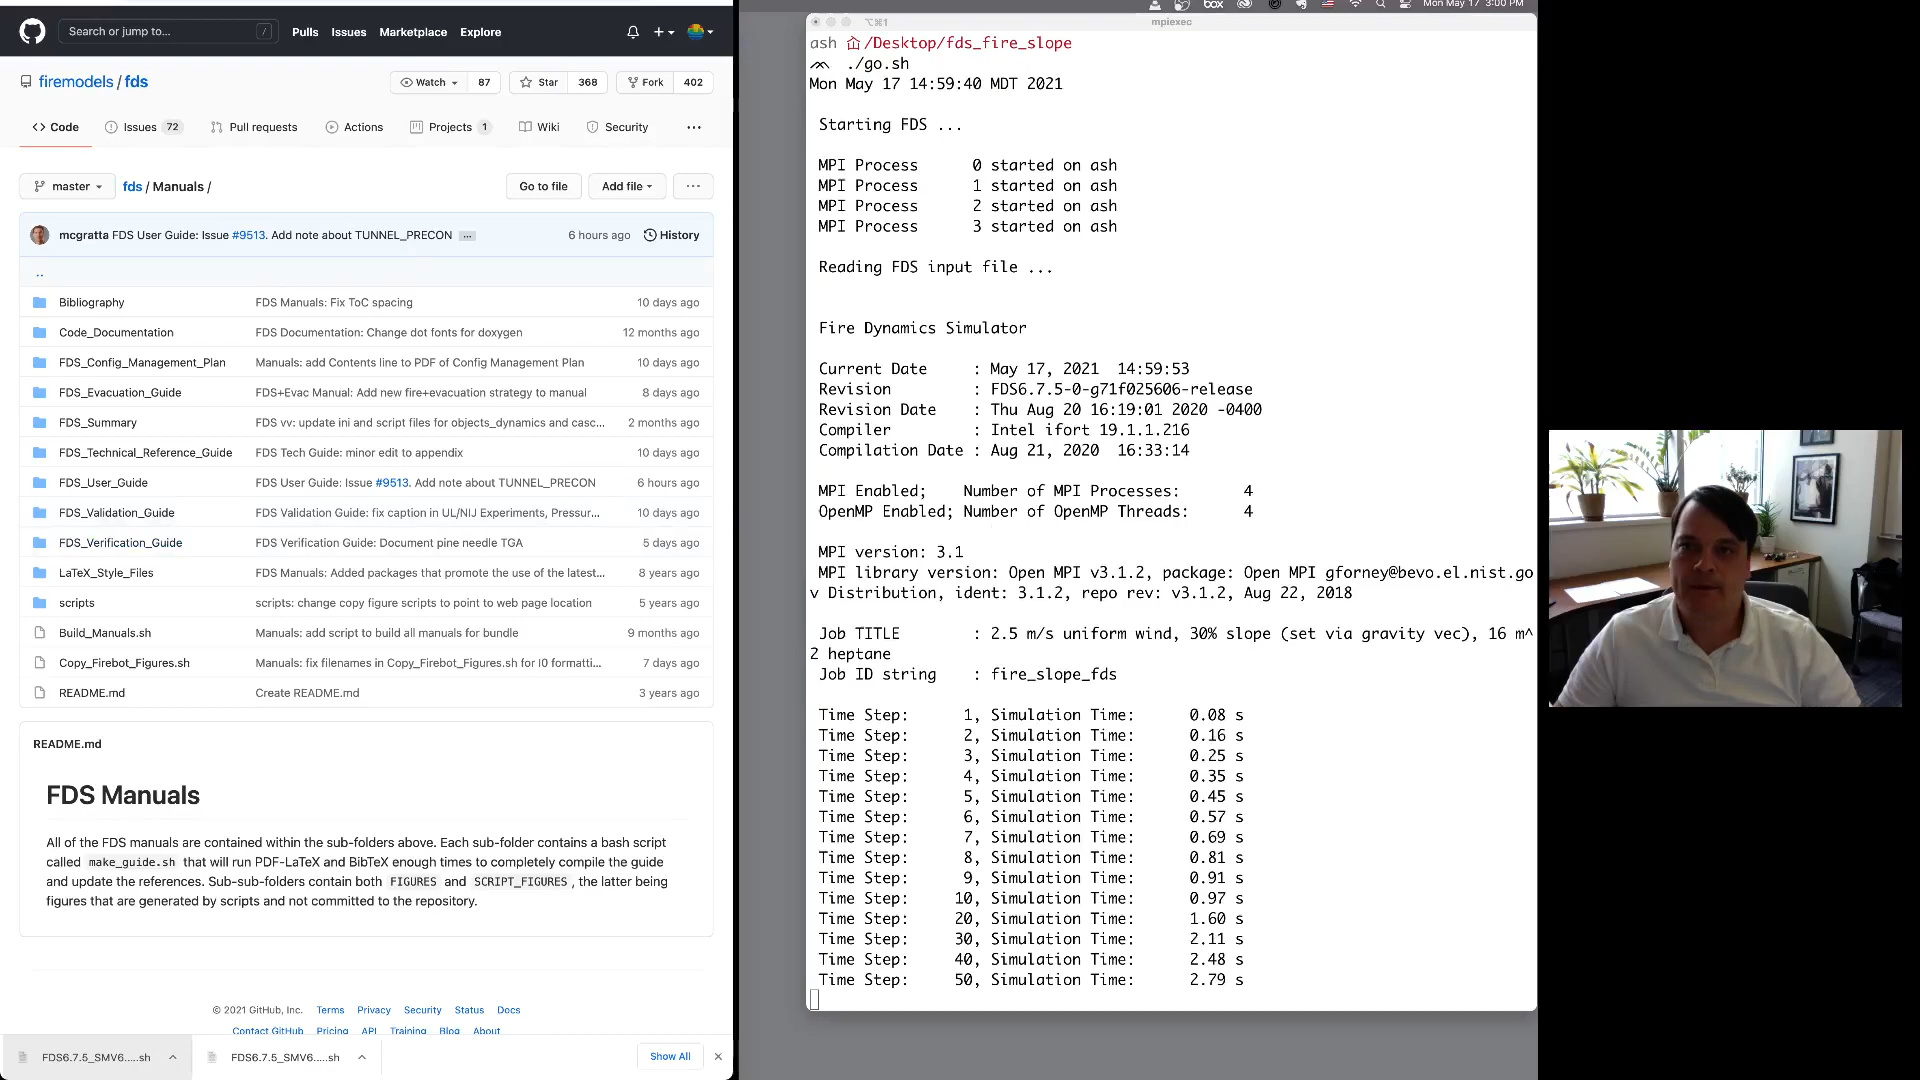 Search or jump to...
/
Pulls
Issues
Marketplace
Explore
firemodels / fds
Watch
87
Star
368
Fork
402
Code
Issues
72
Pull requests
Actions
Projects
1
Wiki
Security
...
master
fds / Manuals /
Go to file
Add file
...
mcgratta FDS User Guide: Issue #9513. Add note about TUNNEL_PRECON ...
6 hours ago
History
..
Bibliography FDS Manuals: Fix ToC spacing 10 days ago
Code_Documentation FDS Documentation: Change dot fonts for doxygen 12 months ago
FDS_Config_Management_Plan Manuals: add Contents line to PDF of Config Management Plan 10 days ago
FDS_Evacuation_Guide FDS+Evac Manual: Add new fire+evacuation strategy to manual 8 days ago
FDS_Summary FDS vv: update ini and script files for objects_dynamics and casc... 2 months ago
FDS_Technical_Reference_Guide FDS Tech Guide: minor edit to appendix 10 days ago
FDS_User_Guide FDS User Guide: Issue #9513. Add note about TUNNEL_PRECON 6 hours ago
FDS_Validation_Guide FDS Validation Guide: fix caption in UL/NIJ Experiments, Pressur... 10 days ago
FDS_Verification_Guide FDS Verification Guide: Document pine needle TGA 5 days ago
LaTeX_Style_Files FDS Manuals: Added packages that promote the use of the latest... 8 years ago
scripts scripts: change copy figure scripts to point to web page location 5 years ago
Build_Manuals.sh Manuals: add script to build all manuals for bundle 9 months ago
Copy_Firebot_Figures.sh Manuals: fix filenames in Copy_Firebot_Figures.sh for I0 formatti... 7 days ago
README.md Create README.md 3 years ago
README.md
FDS Manuals
All of the FDS manuals are contained within the sub-folders above. Each sub-folder contains a bash script
called make_guide.sh that will run PDF-LaTeX and BibTeX enough times to completely compile the guide
and update the references. Sub-sub-folders contain both FIGURES and SCRIPT_FIGURES, the latter being
figures that are generated by scripts and not committed to the repository.
© 2021 GitHub, Inc. Terms Privacy Security Status Docs
Contact GitHub Pricing API Training Blog About
FDS6.7.5_SMV6.....sh
FDS6.7.5_SMV6.....sh
Show All
box
Mon May 17 3:00 PM
⌥⌘1
mpiexec
ash /Desktop/fds_fire_slope
./go.sh
Mon May 17 14:59:40 MDT 2021
Starting FDS ...
MPI Process 0 started on ash
MPI Process 1 started on ash
MPI Process 2 started on ash
MPI Process 3 started on ash
Reading FDS input file ...
Fire Dynamics Simulator
Current Date : May 17, 2021 14:59:53
Revision : FDS6.7.5-0-g71f025606-release
Revision Date : Thu Aug 20 16:19:01 2020 -0400
Compiler : Intel ifort 19.1.1.216
Compilation Date : Aug 21, 2020 16:33:14
MPI Enabled; Number of MPI Processes: 4
OpenMP Enabled; Number of OpenMP Threads: 4
MPI version: 3.1
MPI library version: Open MPI v3.1.2, package: Open MPI gforney@bevo.el.nist.go
v Distribution, ident: 3.1.2, repo rev: v3.1.2, Aug 22, 2018
Job TITLE : 2.5 m/s uniform wind, 30% slope (set via gravity vec), 16 m^
2 heptane
Job ID string : fire_slope_fds
Time Step: 1, Simulation Time: 0.08 s
Time Step: 2, Simulation Time: 0.16 s
Time Step: 3, Simulation Time: 0.25 s
Time Step: 4, Simulation Time: 0.35 s
Time Step: 5, Simulation Time: 0.45 s
Time Step: 6, Simulation Time: 0.57 s
Time Step: 7, Simulation Time: 0.69 s
Time Step: 8, Simulation Time: 0.81 s
Time Step: 9, Simulation Time: 0.91 s
Time Step: 10, Simulation Time: 0.97 s
Time Step: 20, Simulation Time: 1.60 s
Time Step: 30, Simulation Time: 2.11 s
Time Step: 40, Simulation Time: 2.48 s
Time Step: 50, Simulation Time: 2.79 s